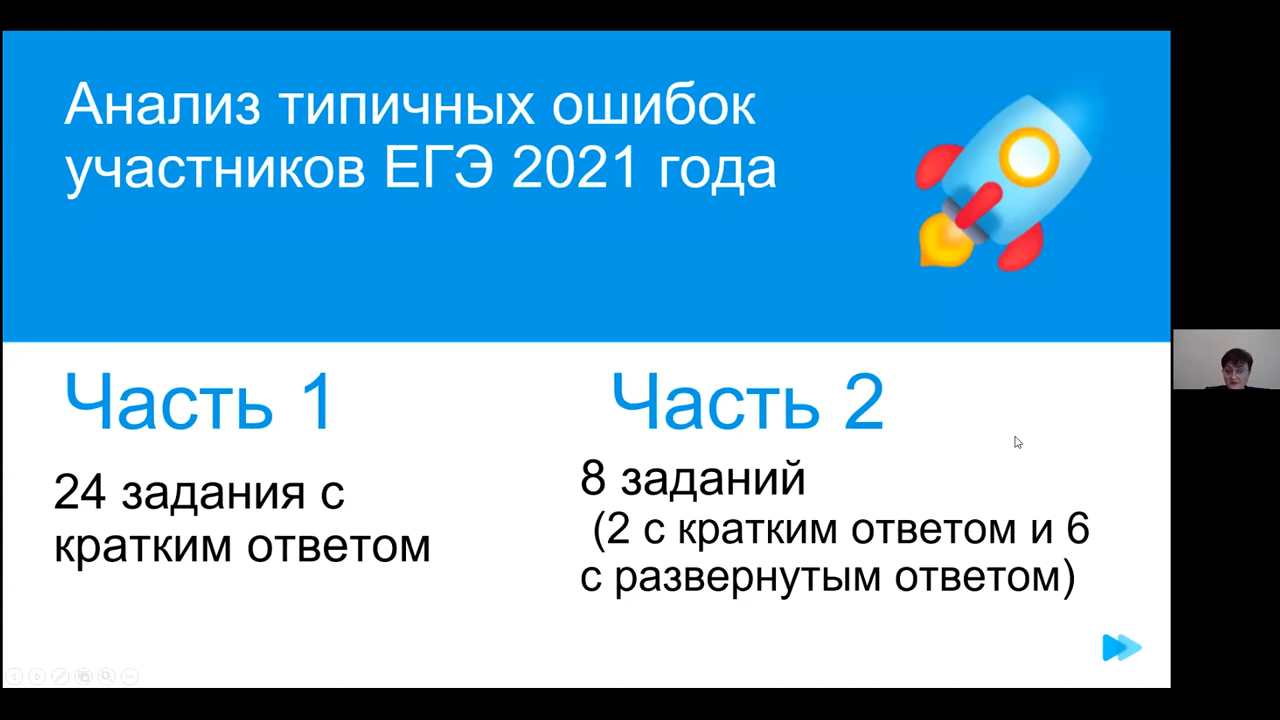 Анализ типичных ошибок
участников ЕГЭ 2021 года
Часть 1
24 задания с
кратким ответом
Часть 2
8 заданий
(2 с кратким ответом и 6
с развернутым ответом)